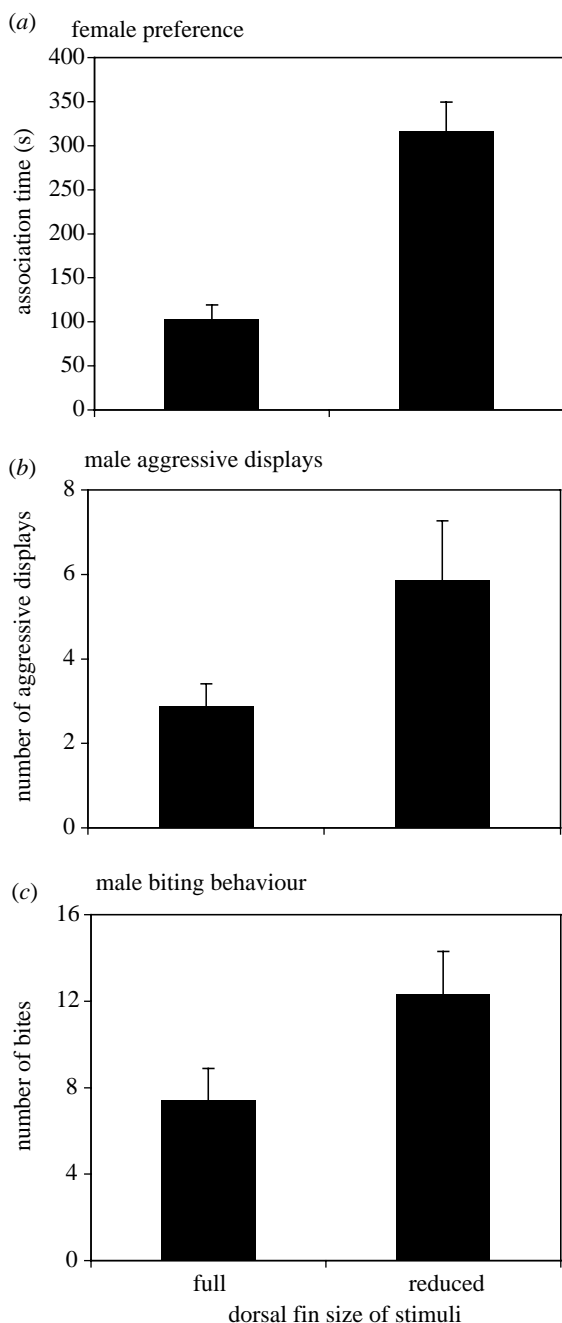 (a) female preference
400
350
300
250
200
150
100
50
0
association time (s)
(b) male aggressive displays
8
6
4
2
0
number of aggressive displays
(c) male biting behaviour
16
12
8
4
0
number of bites
full reduced
dorsal fin size of stimuli